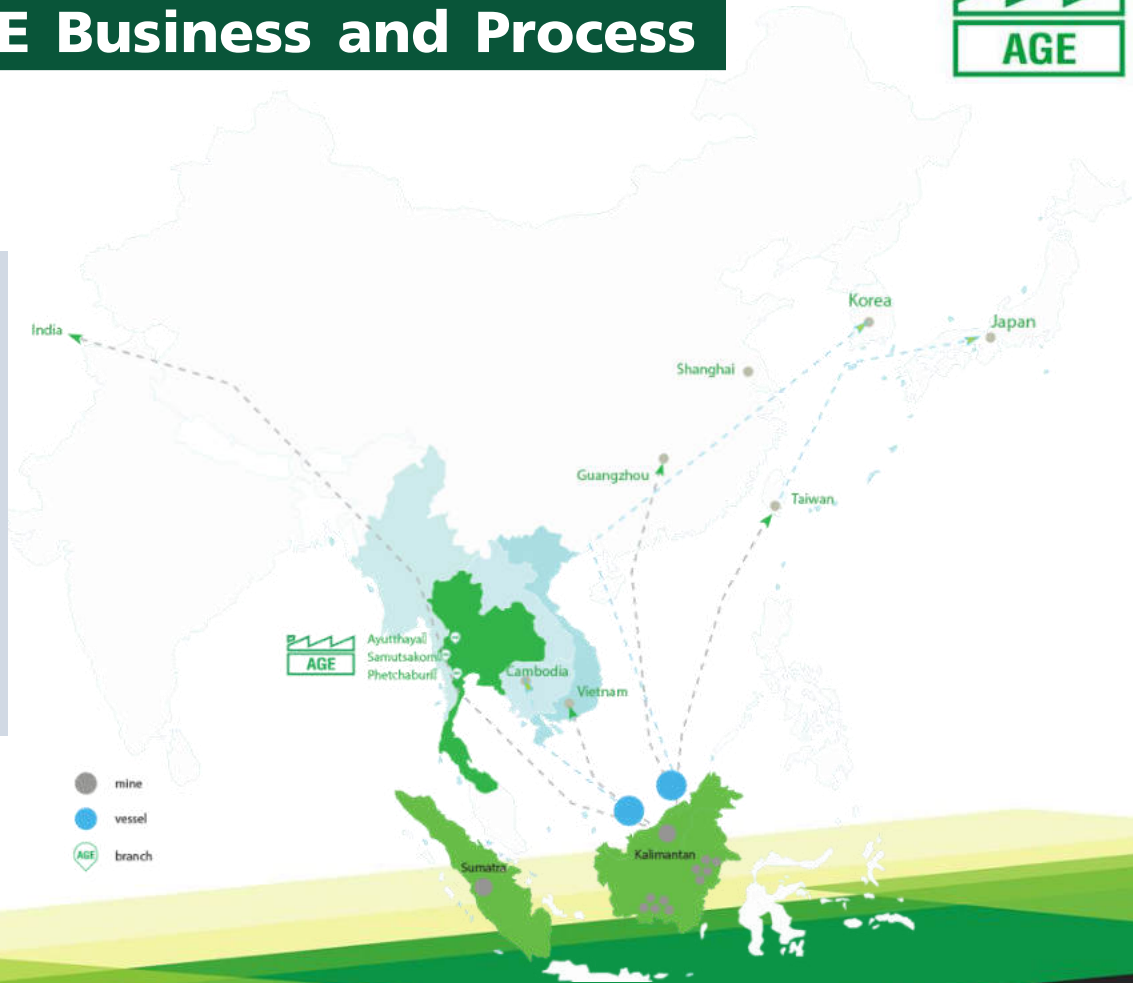 E Business and Process
AGE
Korea
Japan
India
Shanghai
Guangzhou
Taiwan
Ayutthaya
Samutsakorn
AGE
Phetchaburi
Cambodia
Vietnam
mine
vessel
AGE branch
Kalimantan
Sumatra